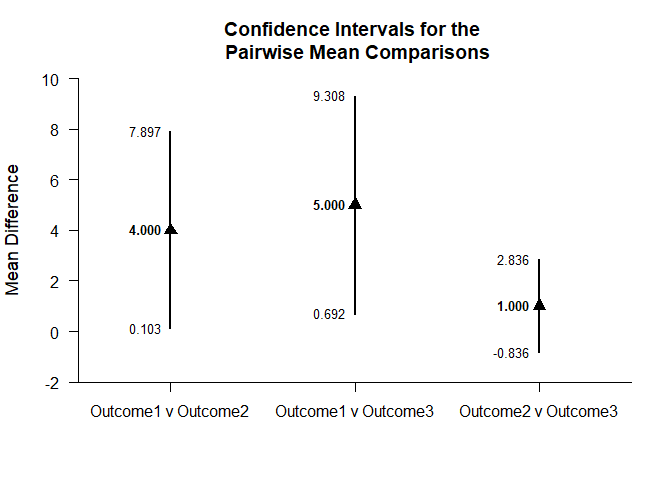 Confidence Intervals for the
Pairwise Mean Comparisons
Mean Difference
10
8
6
4
2
0
-2
7.897
4.000
0.103
9.308
5.000
0.692
2.836
1.000
-0.836
Outcome1 v Outcome2
Outcome1 v Outcome3
Outcome2 v Outcome3